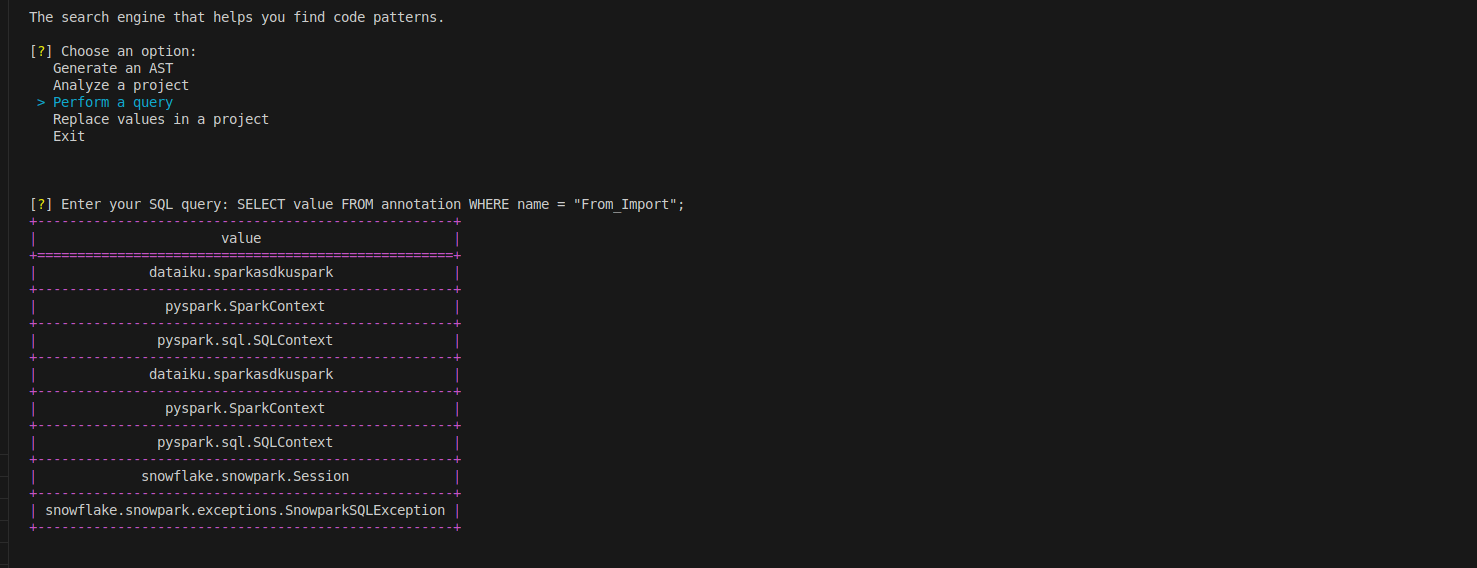 The search engine that helps you find code patterns.
[?] Choose an option:
Generate an AST
Analyze a project
> Perform a query
Replace values in a project
Exit
[?] Enter your SQL query: SELECT value FROM annotation WHERE name = "From_Import";
+----------------------------------------------------+
| value |
+====================================================+
| dataiku.sparkasdkuspark |
+----------------------------------------------------+
| pyspark.SparkContext |
+----------------------------------------------------+
| pyspark.sql.SQLContext |
+----------------------------------------------------+
| dataiku.sparkasdkuspark |
+----------------------------------------------------+
| pyspark.SparkContext |
+----------------------------------------------------+
| pyspark.sql.SQLContext |
+----------------------------------------------------+
| snowflake.snowpark.Session |
+----------------------------------------------------+
| snowflake.snowpark.exceptions.SnowparkSQLException |
+----------------------------------------------------+